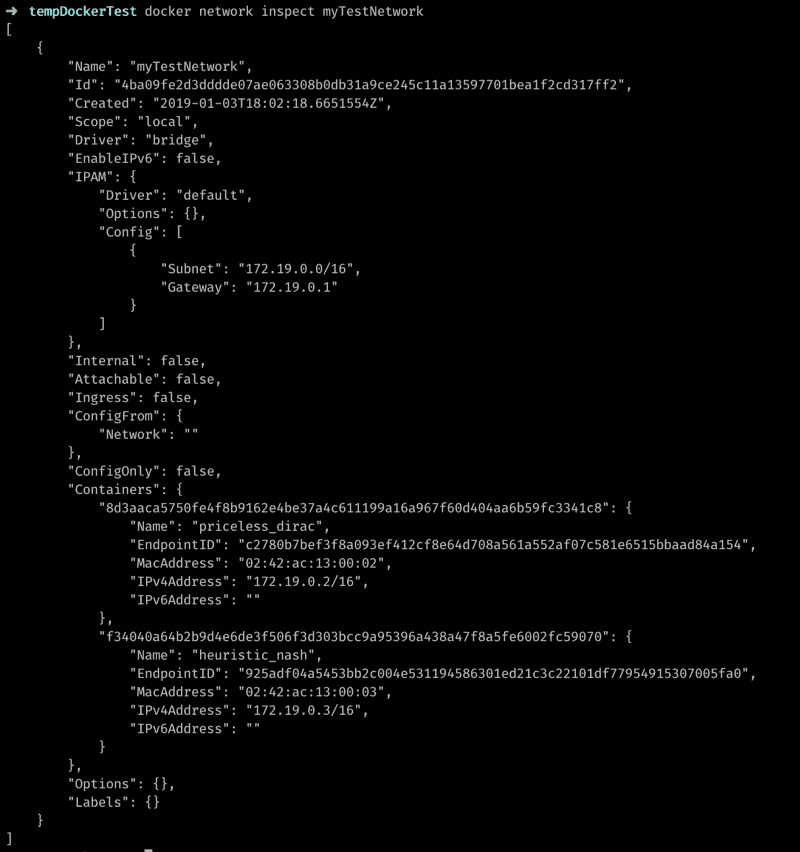 ➜ tempDockerTest docker network inspect myTestNetwork
[
    {
        "Name": "myTestNetwork",
        "Id": "4ba09fe2d3dddde07ae063308b0db31a9ce245c11a13597701bea1f2cd317ff2",
        "Created": "2019-01-03T18:02:18.6651554Z",
        "Scope": "local",
        "Driver": "bridge",
        "EnableIPv6": false,
        "IPAM": {
            "Driver": "default",
            "Options": {},
            "Config": [
                {
                    "Subnet": "172.19.0.0/16",
                    "Gateway": "172.19.0.1"
                }
            ]
        },
        "Internal": false,
        "Attachable": false,
        "Ingress": false,
        "ConfigFrom": {
            "Network": ""
        },
        "ConfigOnly": false,
        "Containers": {
            "8d3aaca5750fe4f8b9162e4be37a4c611199a16a967f60d404aa6b59fc3341c8": {
                "Name": "priceless_dirac",
                "EndpointID": "c2780b7bef3f8a093ef412cf8e64d708a561a552af07c581e6515bbaad84a154",
                "MacAddress": "02:42:ac:13:00:02",
                "IPv4Address": "172.19.0.2/16",
                "IPv6Address": ""
            },
            "f34040a64b2b9d4e6de3f506f3d303bcc9a95396a438a47f8a5fe6002fc59070": {
                "Name": "heuristic_nash",
                "EndpointID": "925adf04a5453bb2c004e531194586301ed21c3c22101df77954915307005fa0",
                "MacAddress": "02:42:ac:13:00:03",
                "IPv4Address": "172.19.0.3/16",
                "IPv6Address": ""
            }
        },
        "Options": {},
        "Labels": {}
    }
]